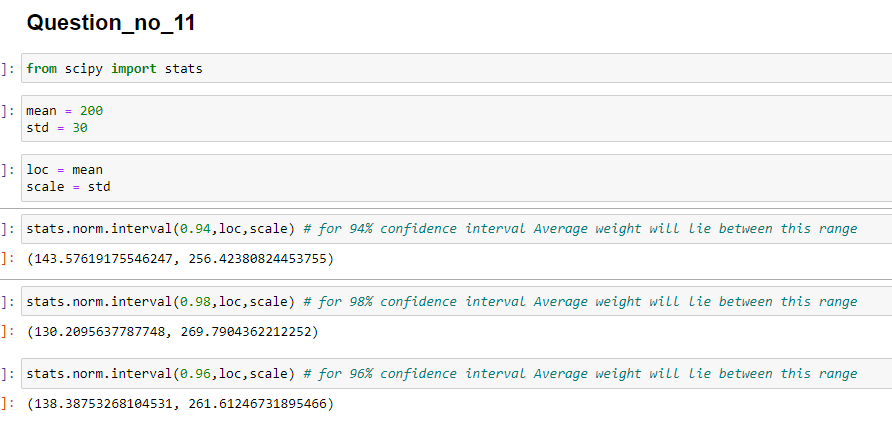 Question_no_11
]: from scipy import stats
]: mean = 200
std = 30
]: loc = mean
scale = std
]: stats.norm.interval(0.94,loc,scale) # for 94% confidence interval Average weight will lie between this range
]: (143.57619175546247, 256.42380824453755)
]: stats.norm.interval(0.98,loc,scale) # for 98% confidence interval Average weight will lie between this range
]: (130.2095637787748, 269.7904362212252)
]: stats.norm.interval(0.96,loc,scale) # for 96% confidence interval Average weight will lie between this range
]: (138.38753268104531, 261.61246731895466)